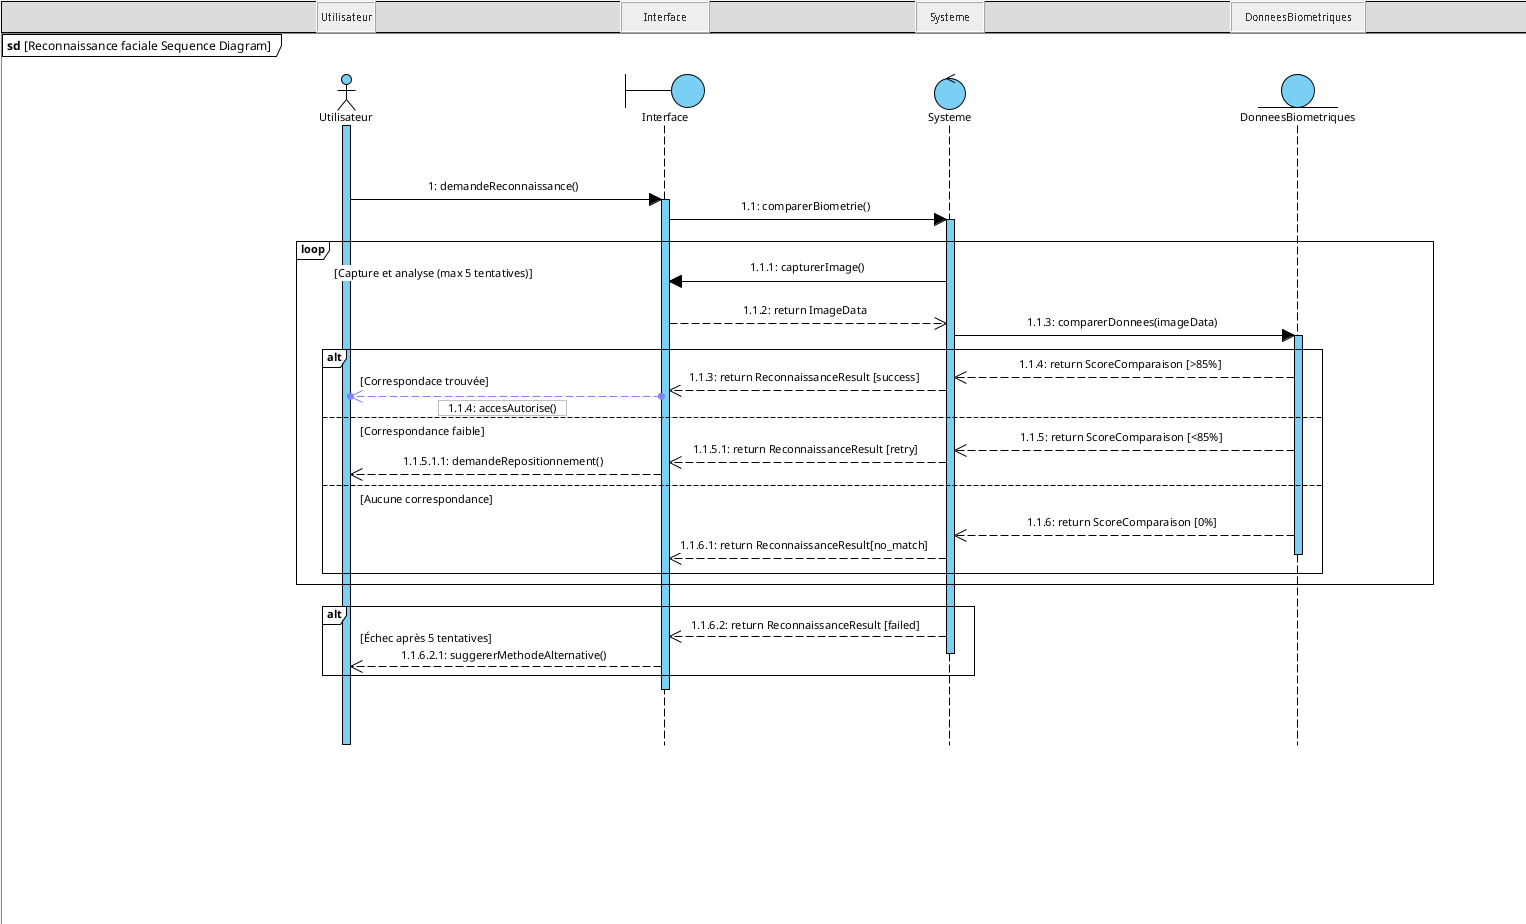 Utilisateur Interface Systeme DonneesBiometriques
sd [Reconnaissance faciale Sequence Diagram]
Utilisateur Interface Systeme DonneesBiometriques
1: demandeReconnaissance()
1.1: comparerBiometrie()
loop
[Capture et analyse (max 5 tentatives)]
1.1.1: capturerImage()
1.1.2: return ImageData
1.1.3: comparerDonnees(imageData)
alt
1.1.4: return ScoreComparaison [>85%]
1.1.3: return ReconnaissanceResult [success]
[Correspondace trouvée]
1.1.4: accesAutorise()
[Correspondance faible]
1.1.5: return ScoreComparaison [<85%]
1.1.5.1: return ReconnaissanceResult [retry]
1.1.5.1.1: demandeRepositionnement()
[Aucune correspondance]
1.1.6: return ScoreComparaison [0%]
1.1.6.1: return ReconnaissanceResult[no_match]
alt
1.1.6.2: return ReconnaissanceResult [failed]
[Échec après 5 tentatives]
1.1.6.2.1: suggererMethodeAlternative()